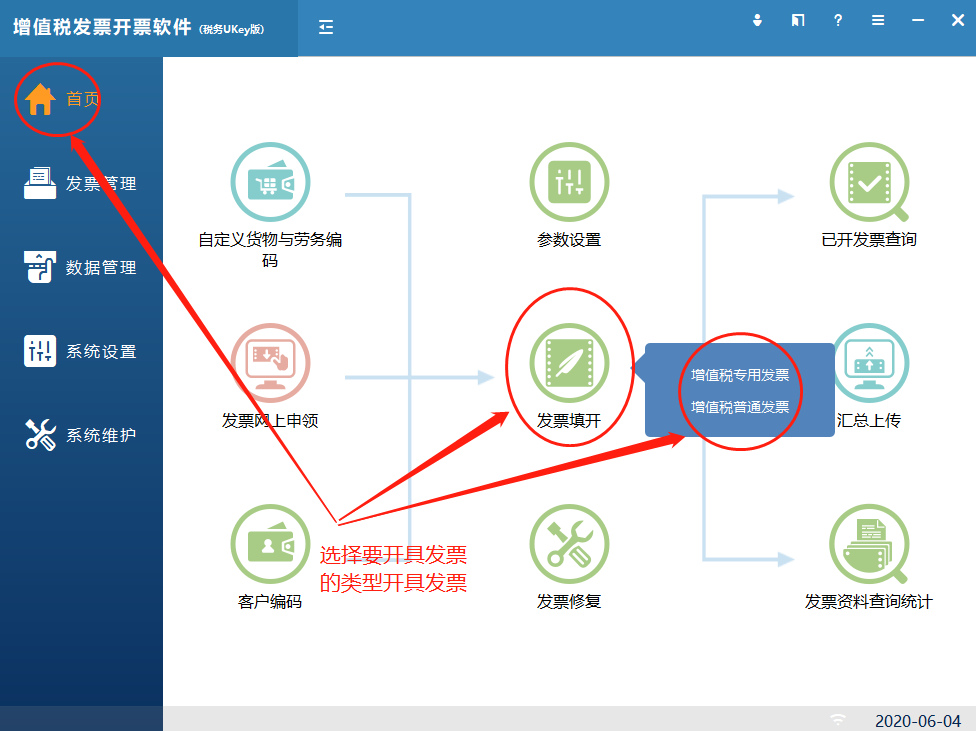 增值税发票开票软件 (税务UKey版)
首页
发票管理
数据管理
系统设置
系统维护
自定义货物与劳务编
码
参数设置
已开发票查询
发票网上申领
发票填开
增值税专用发票
增值税普通发票
汇总上传
选择要开具发票
的类型开具发票
客户编码
发票修复
发票资料查询统计
2020-06-04